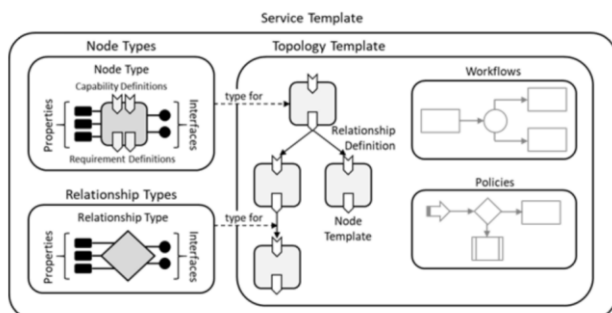 Service Template
Node Types
Topology Template
Node Type
Capability Definitions
Properties
Interfaces
Requirement Definitions
type for
Relationship
Definition
Node
Template
Workflows
Policies
Relationship Types
Relationship Type
Properties
Interfaces
type for